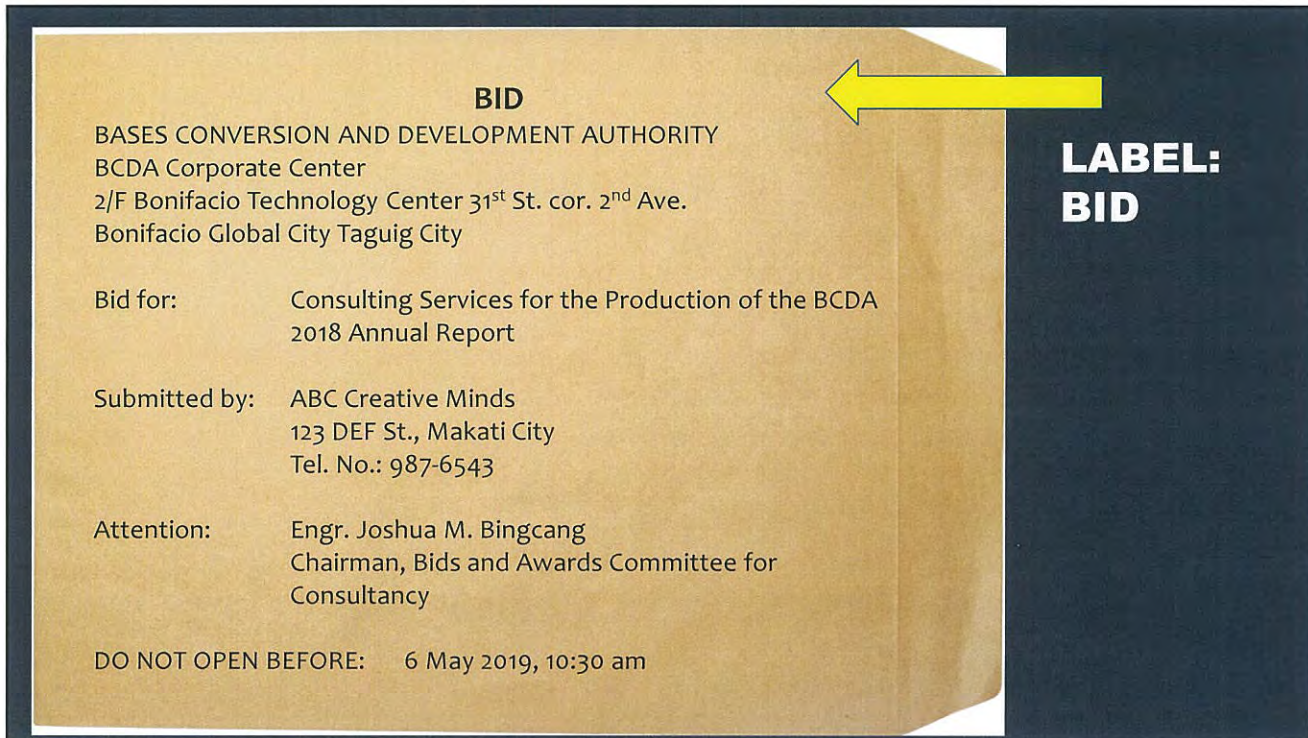 BID
BASES CONVERSION AND DEVELOPMENT AUTHORITY
BCDA Corporate Center
2/F Bonifacio Technology Center 31st St. cor. 2nd Ave.
Bonifacio Global City Taguig City
Bid for: Consulting Services for the Production of the BCDA
2018 Annual Report
Submitted by: ABC Creative Minds
123 DEF St., Makati City
Tel. No.: 987-6543
Attention: Engr. Joshua M. Bingcang
Chairman, Bids and Awards Committee for
Consultancy
DO NOT OPEN BEFORE: 6 May 2019, 10:30 am
LABEL:
BID